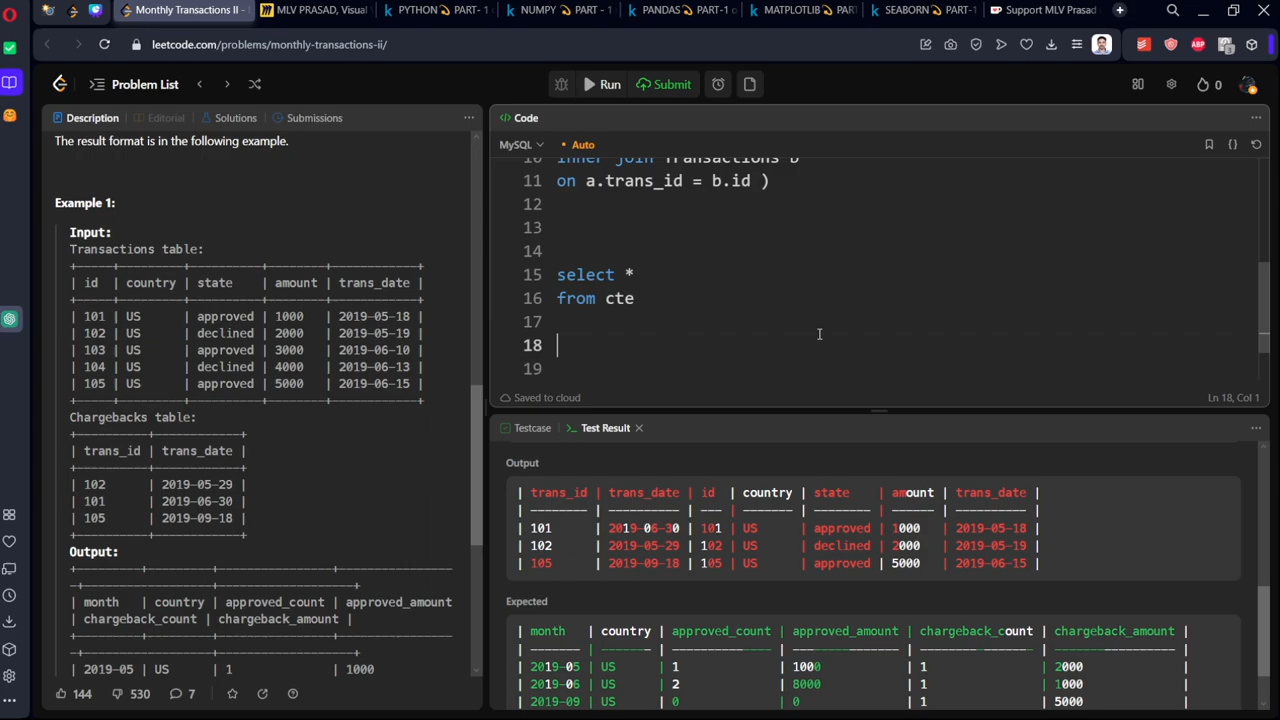 Monthly Transactions II -
MLV PRASAD, Visual
PYTHON PART- 1
NUMPY PART - 1
PANDAS PART- 1
MATPLOTLIB PART
SEABORN PART- 1
Support MLV Prasad
leetcode.com/problems/monthly-transactions-ii/
Problem List
Run
Submit
0
Description
Editorial
Solutions
Submissions
The result format is in the following example.
Example 1:
Input:
Transactions table:
+-----+---------+----------+--------+------------+
| id | country | state | amount | trans_date |
+-----+---------+----------+--------+------------+
| 101 | US | approved | 1000 | 2019-05-18 |
| 102 | US | declined | 2000 | 2019-05-19 |
| 103 | US | approved | 3000 | 2019-06-10 |
| 104 | US | declined | 4000 | 2019-06-13 |
| 105 | US | approved | 5000 | 2019-06-15 |
+-----+---------+----------+--------+------------+
Chargebacks table:
+----------+------------+
| trans_id | trans_date |
+----------+------------+
| 102 | 2019-05-29 |
| 101 | 2019-06-30 |
| 105 | 2019-09-18 |
+----------+------------+
Output:
| month | country | approved_count | approved_amount
| chargeback_count | chargeback_amount |
| 2019-05 | US | 1 | 1000
144
530
7
Code
MySQL
• Auto
10 inner join Transactions b
11 on a.trans_id = b.id )
12
13
14
15 select *
16 from cte
17
18
19
Saved to cloud
Ln 18, Col 1
Testcase
Test Result
Output
| trans_id | trans_date | id | country | state | amount | trans_date |
| -------- | ---------- | --- | ------- | -------- | ------ | ---------- |
| 101 | 2019-06-30 | 101 | US | approved | 1000 | 2019-05-18 |
| 102 | 2019-05-29 | 102 | US | declined | 2000 | 2019-05-19 |
| 105 | 2019-09-18 | 105 | US | approved | 5000 | 2019-06-15 |
Expected
| month | country | approved_count | approved_amount | chargeback_count | chargeback_amount |
| ------- | ------- | -------------- | --------------- | ---------------- | ----------------- |
| 2019-05 | US | 1 | 1000 | 1 | 2000 |
| 2019-06 | US | 2 | 8000 | 1 | 1000 |
| 2019-09 | US | 0 | 0 | 1 | 5000 |